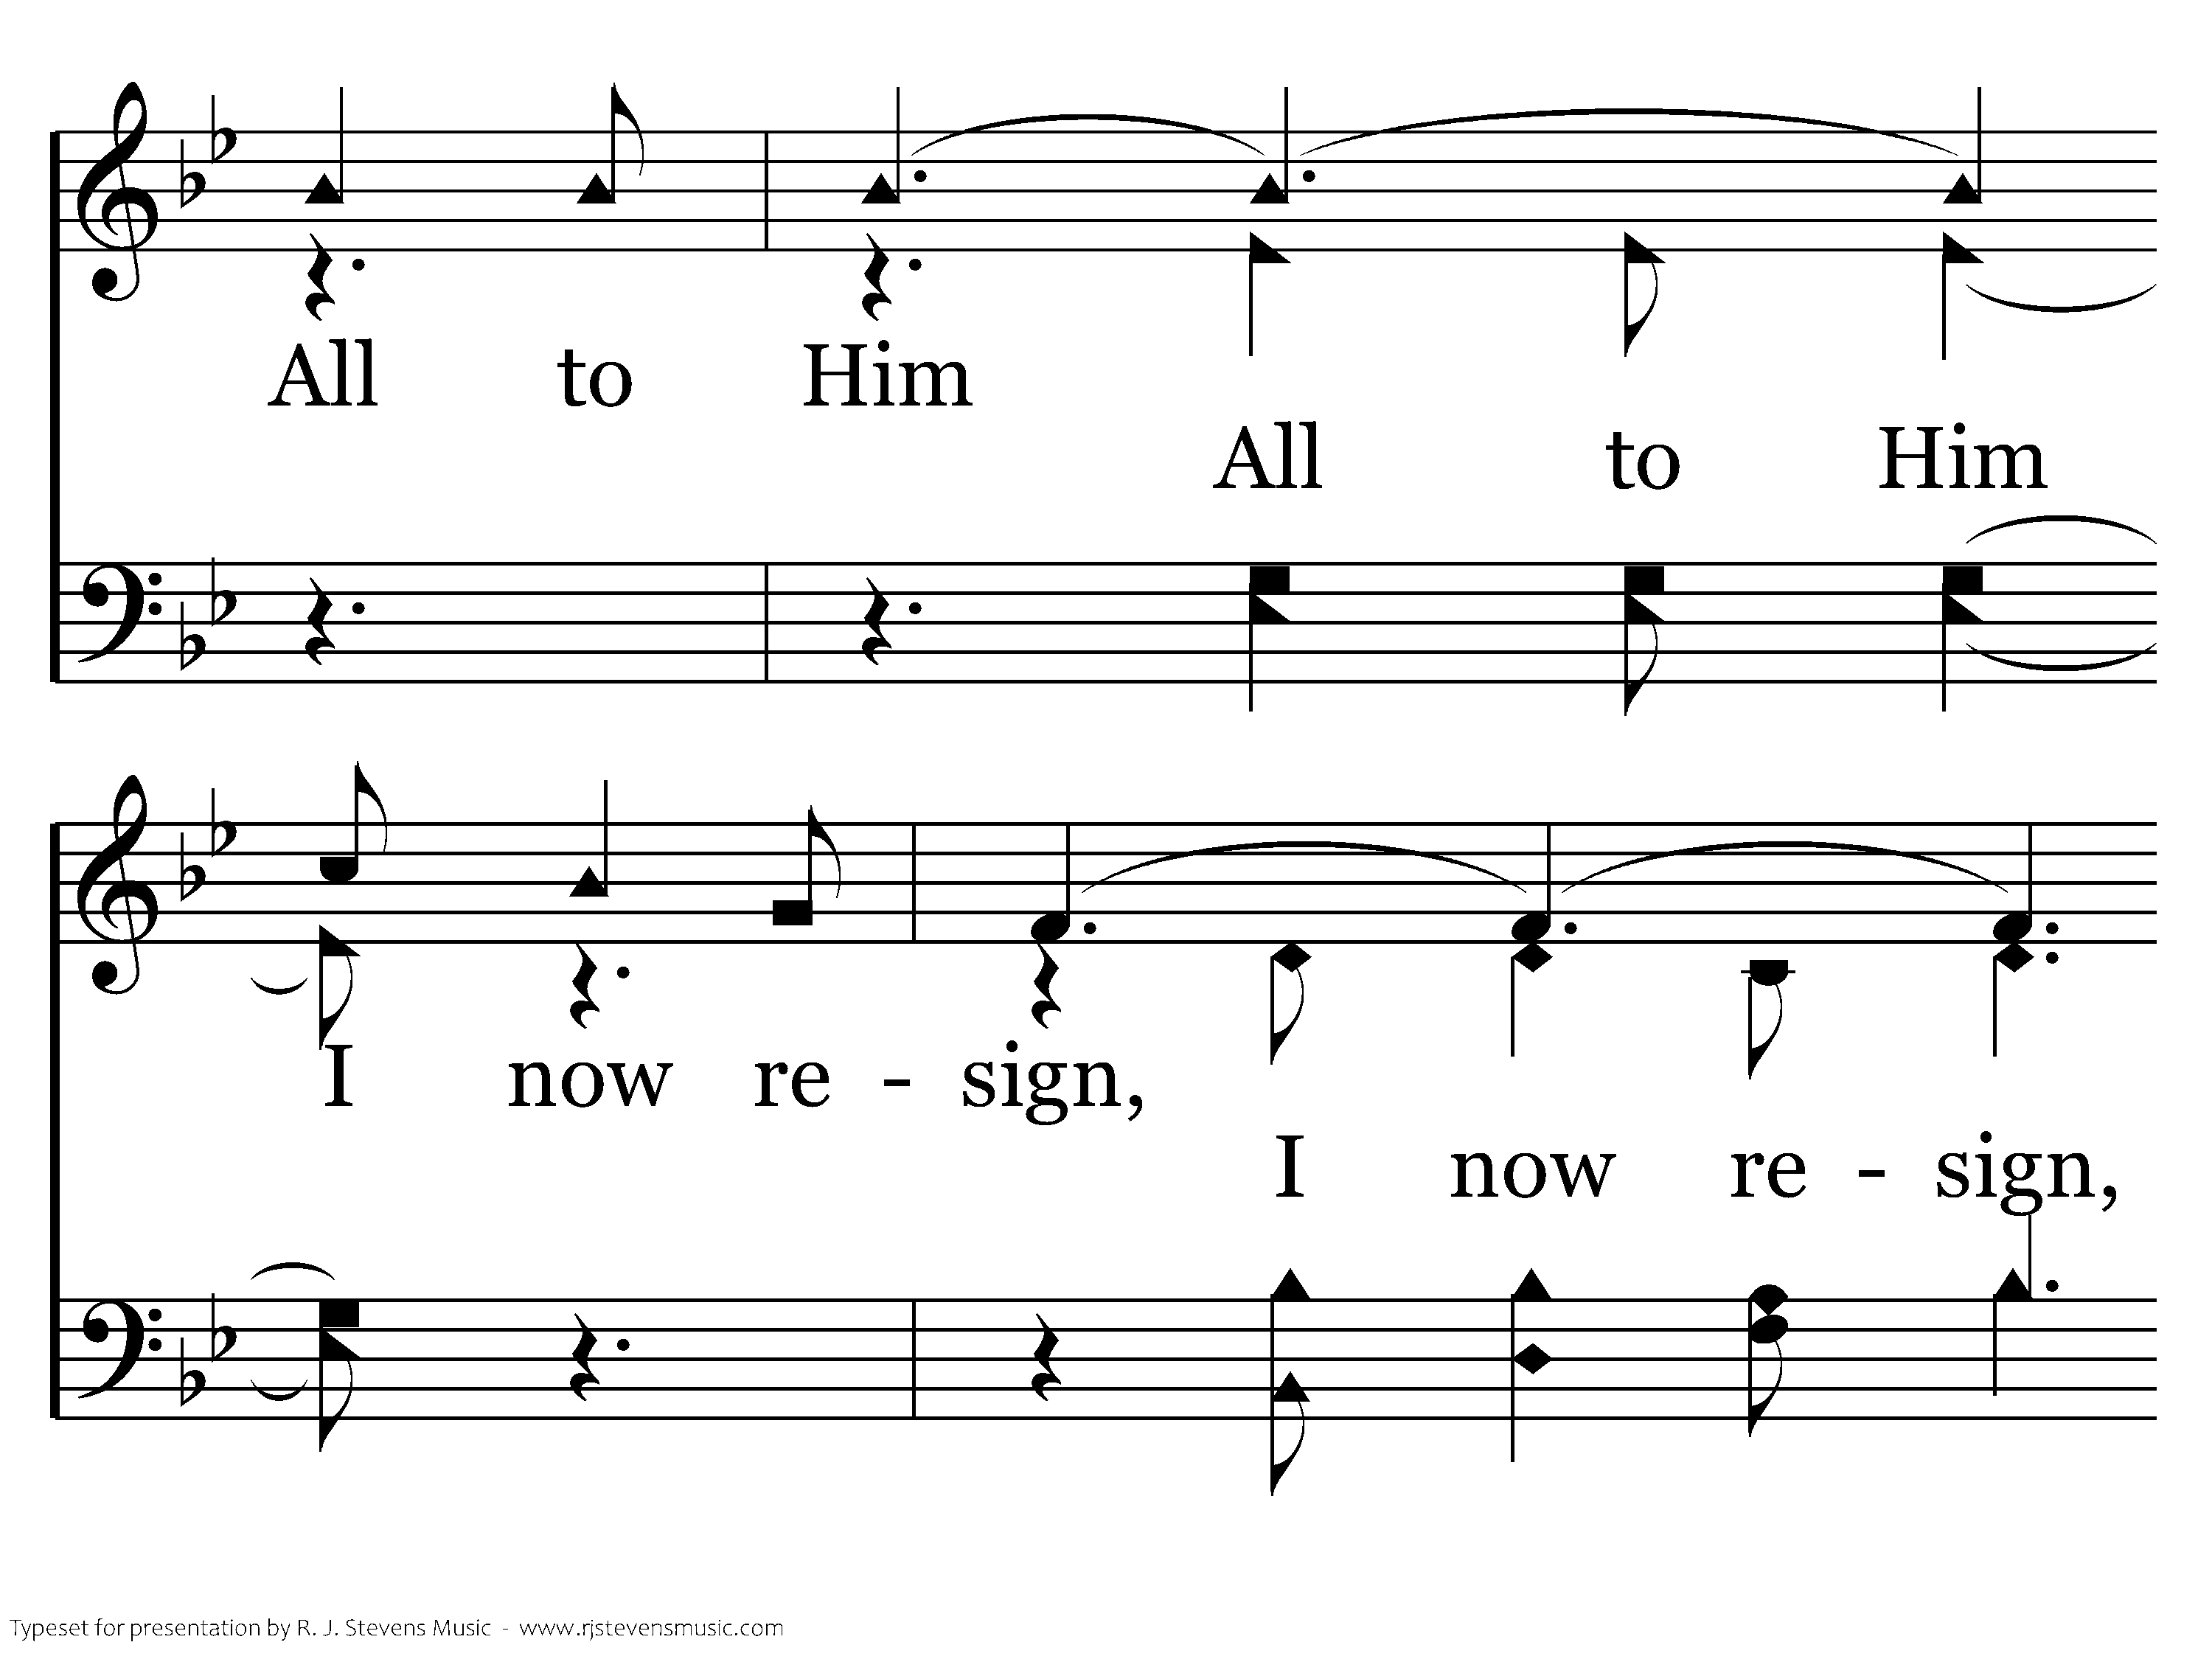 All to Him
All to Him
I now re - sign,
I now re - sign,
Typeset for presentation by R. J. Stevens Music - www.rjstevensmusic.com